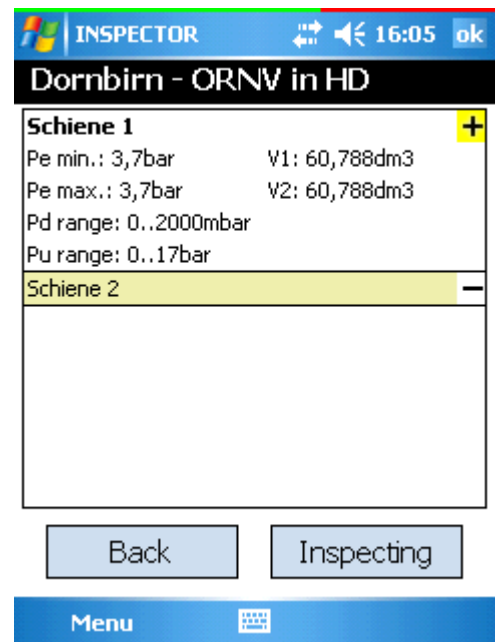 INSPECTOR 16:05 ok
Dornbirn - ORNV in HD
Schiene 1 +
Pe min.: 3,7bar V1: 60,788dm3
Pe max.: 3,7bar V2: 60,788dm3
Pd range: 0..2000mbar
Pu range: 0..17bar
Schiene 2 −
Back Inspecting
Menu